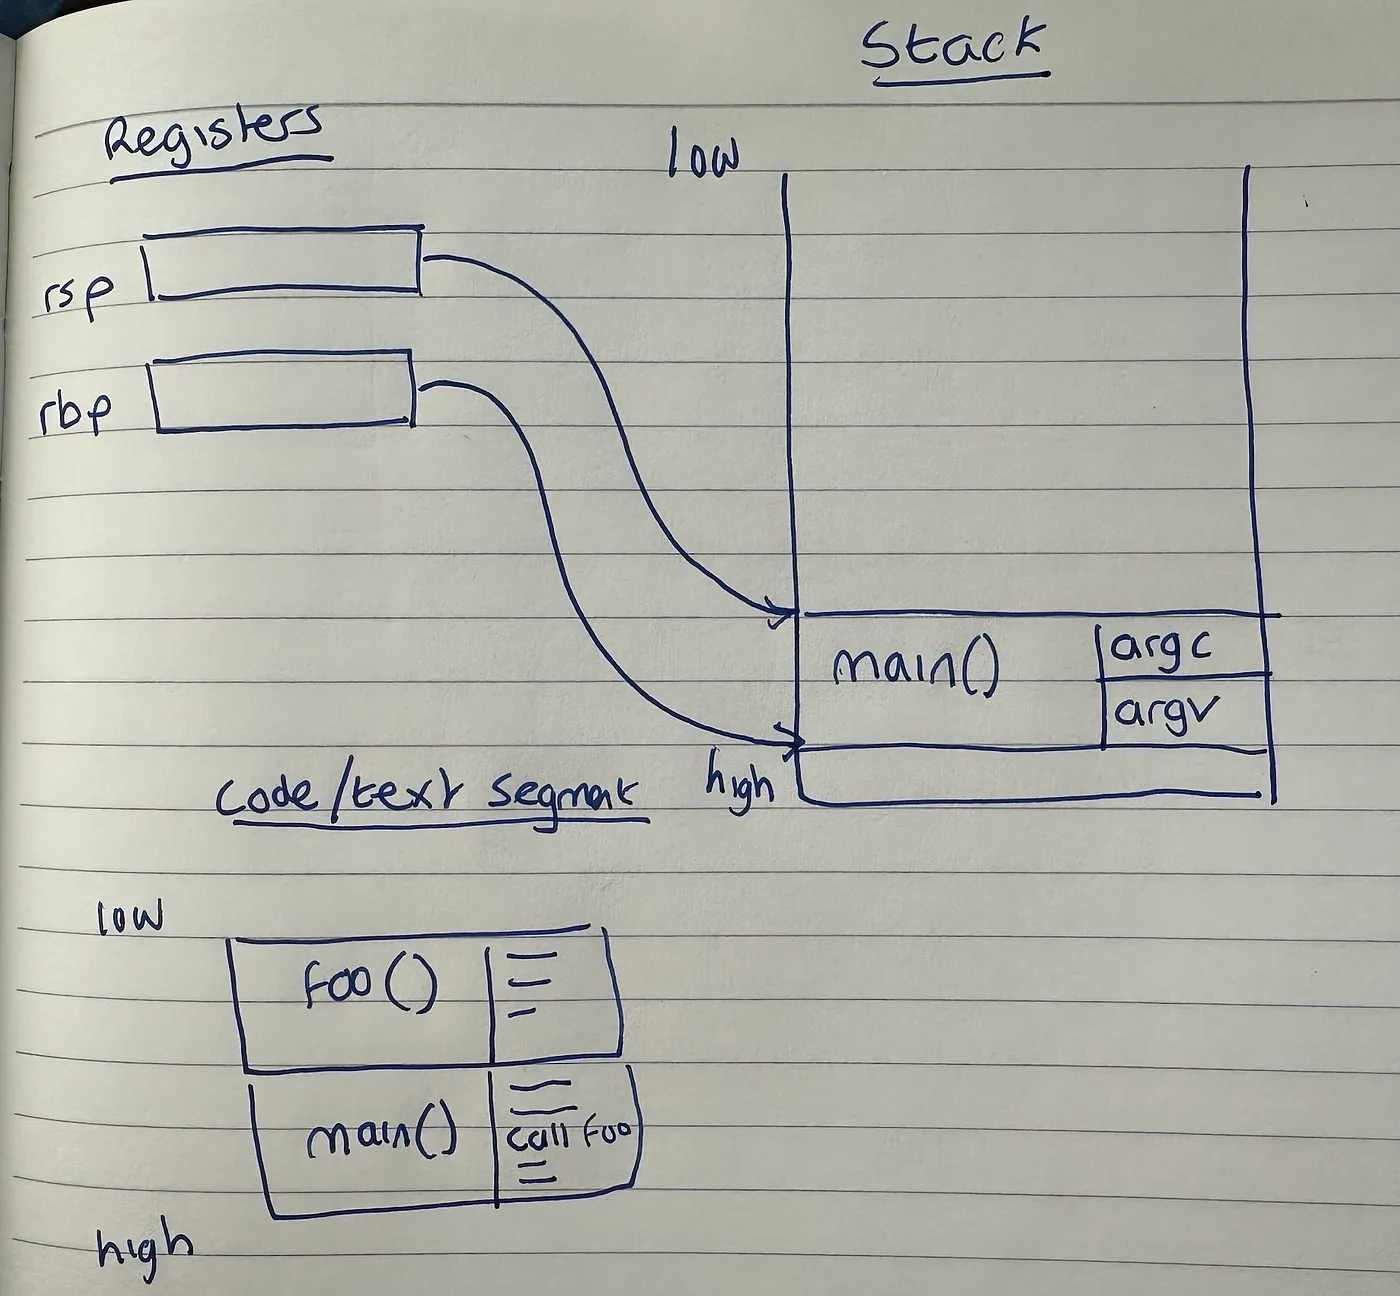 Stack
Registers
low
rsp
rbp
main()
argc
argv
high
Code/text segment
low
foo()
main()
call foo
high